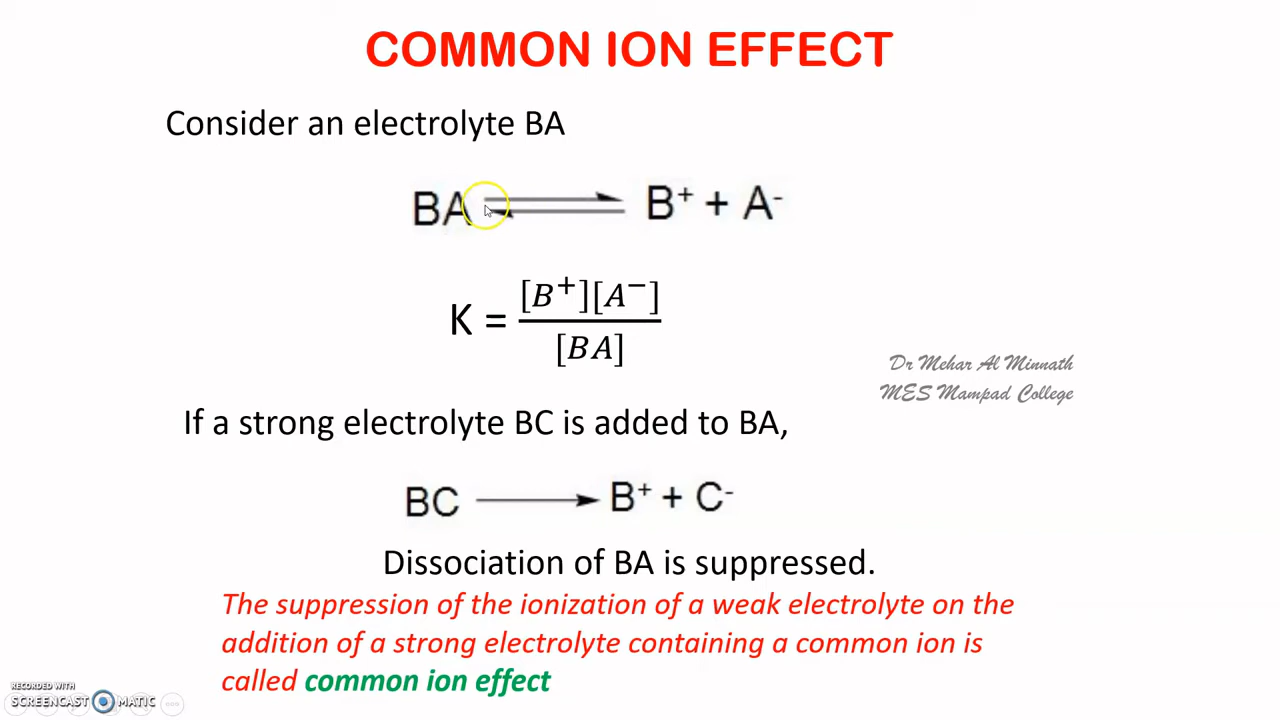 COMMON ION EFFECT
Consider an electrolyte BA
BA ⇌ B⁺ + A⁻
K = [B⁺][A⁻] / [BA]
Dr Mehar Al Minnath
MES Mampad College
If a strong electrolyte BC is added to BA,
BC ⟶ B⁺ + C⁻
Dissociation of BA is suppressed.
The suppression of the ionization of a weak electrolyte on the
addition of a strong electrolyte containing a common ion is
called common ion effect
RECORDED WITH
SCREENCAST MATIC